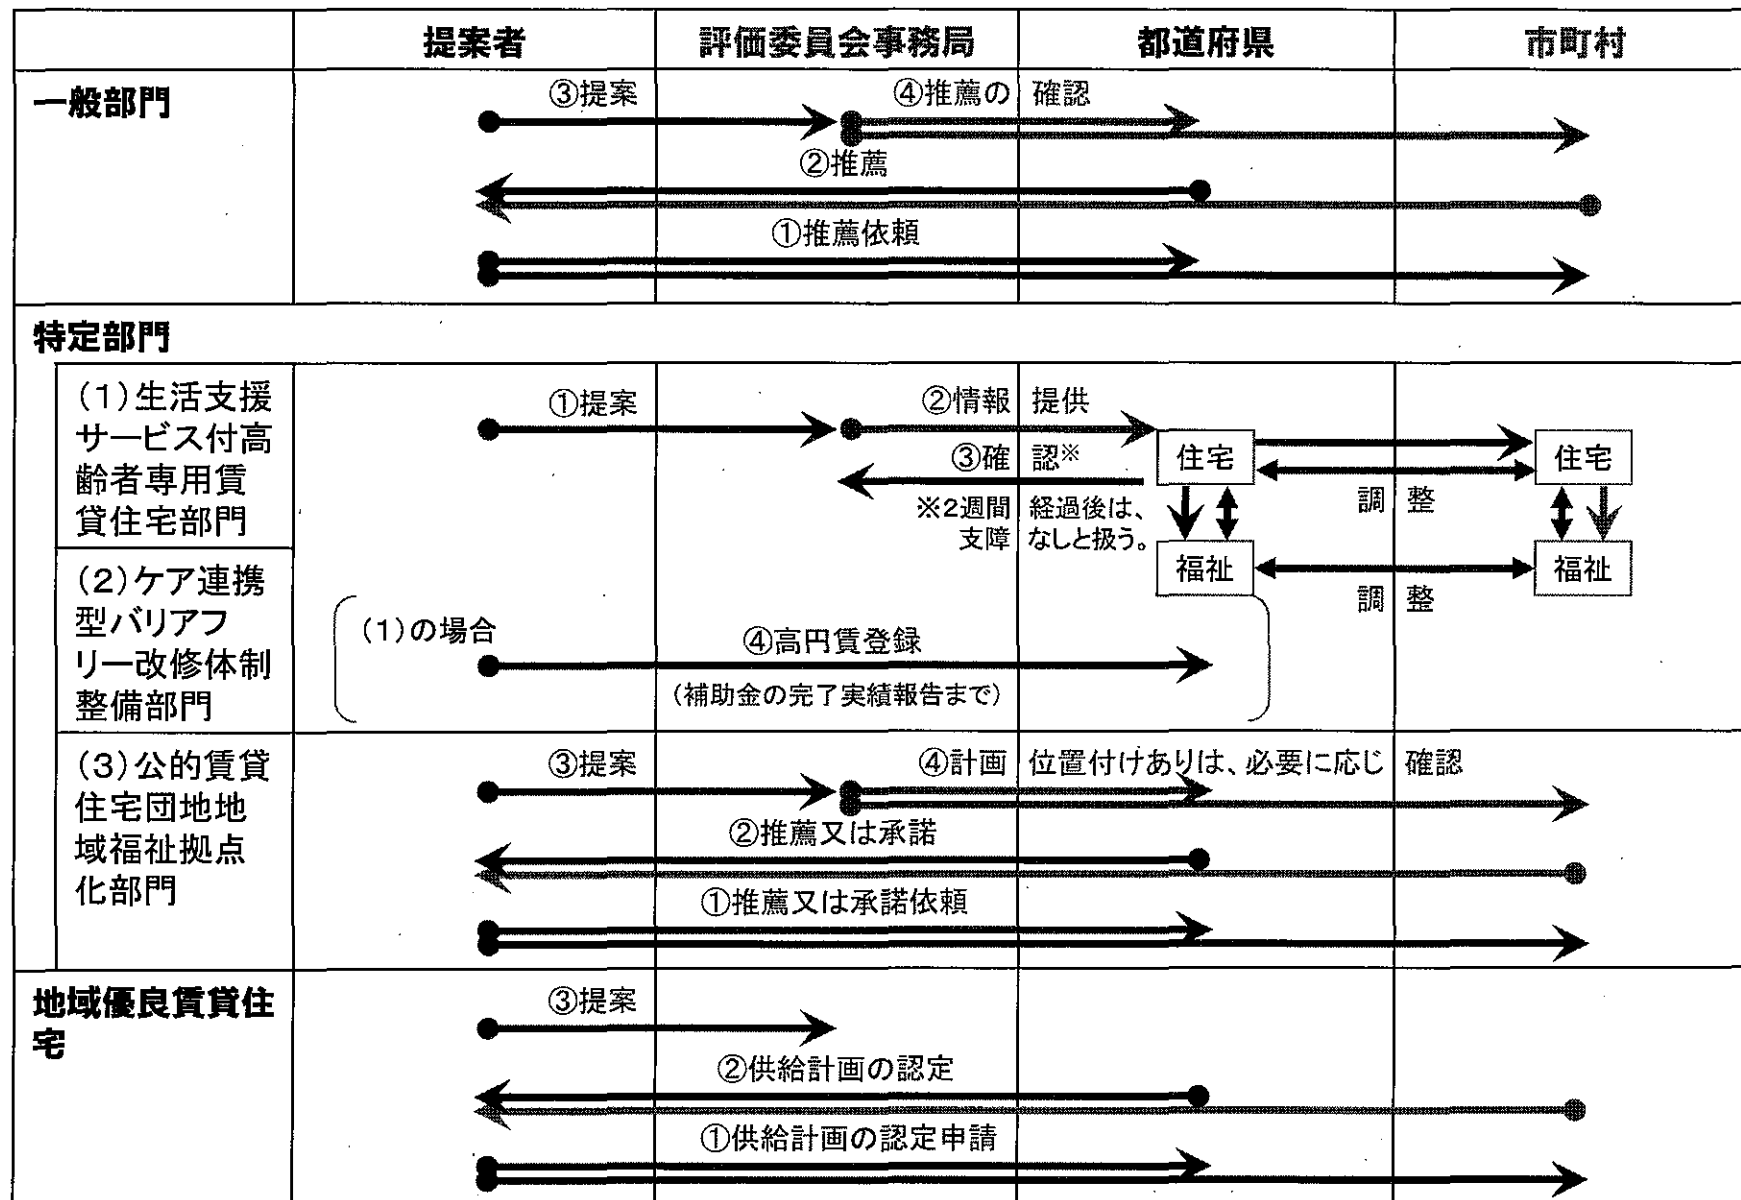 提案者
評価委員会事務局
都道府県
市町村
一般部門
③提案
④推薦の 確認
②推薦
①推薦依頼
特定部門
(1)生活支援
サービス付高
齢者専用賃
貸住宅部門
①提案
②情報 提供
③確 認※
※2週間 経過後は、
支障 なしと扱う。
住宅
住宅
調 整
福祉
福祉
調 整
(2)ケア連携
型バリアフ
リー改修体制
整備部門
(1)の場合
④高円賃登録
(補助金の完了実績報告まで)
(3)公的賃貸
住宅団地地
域福祉拠点
化部門
③提案
④計画 位置付けありは、必要に応じ 確認
②推薦又は承諾
①推薦又は承諾依頼
地域優良賃貸住
宅
③提案
②供給計画の認定
①供給計画の認定申請